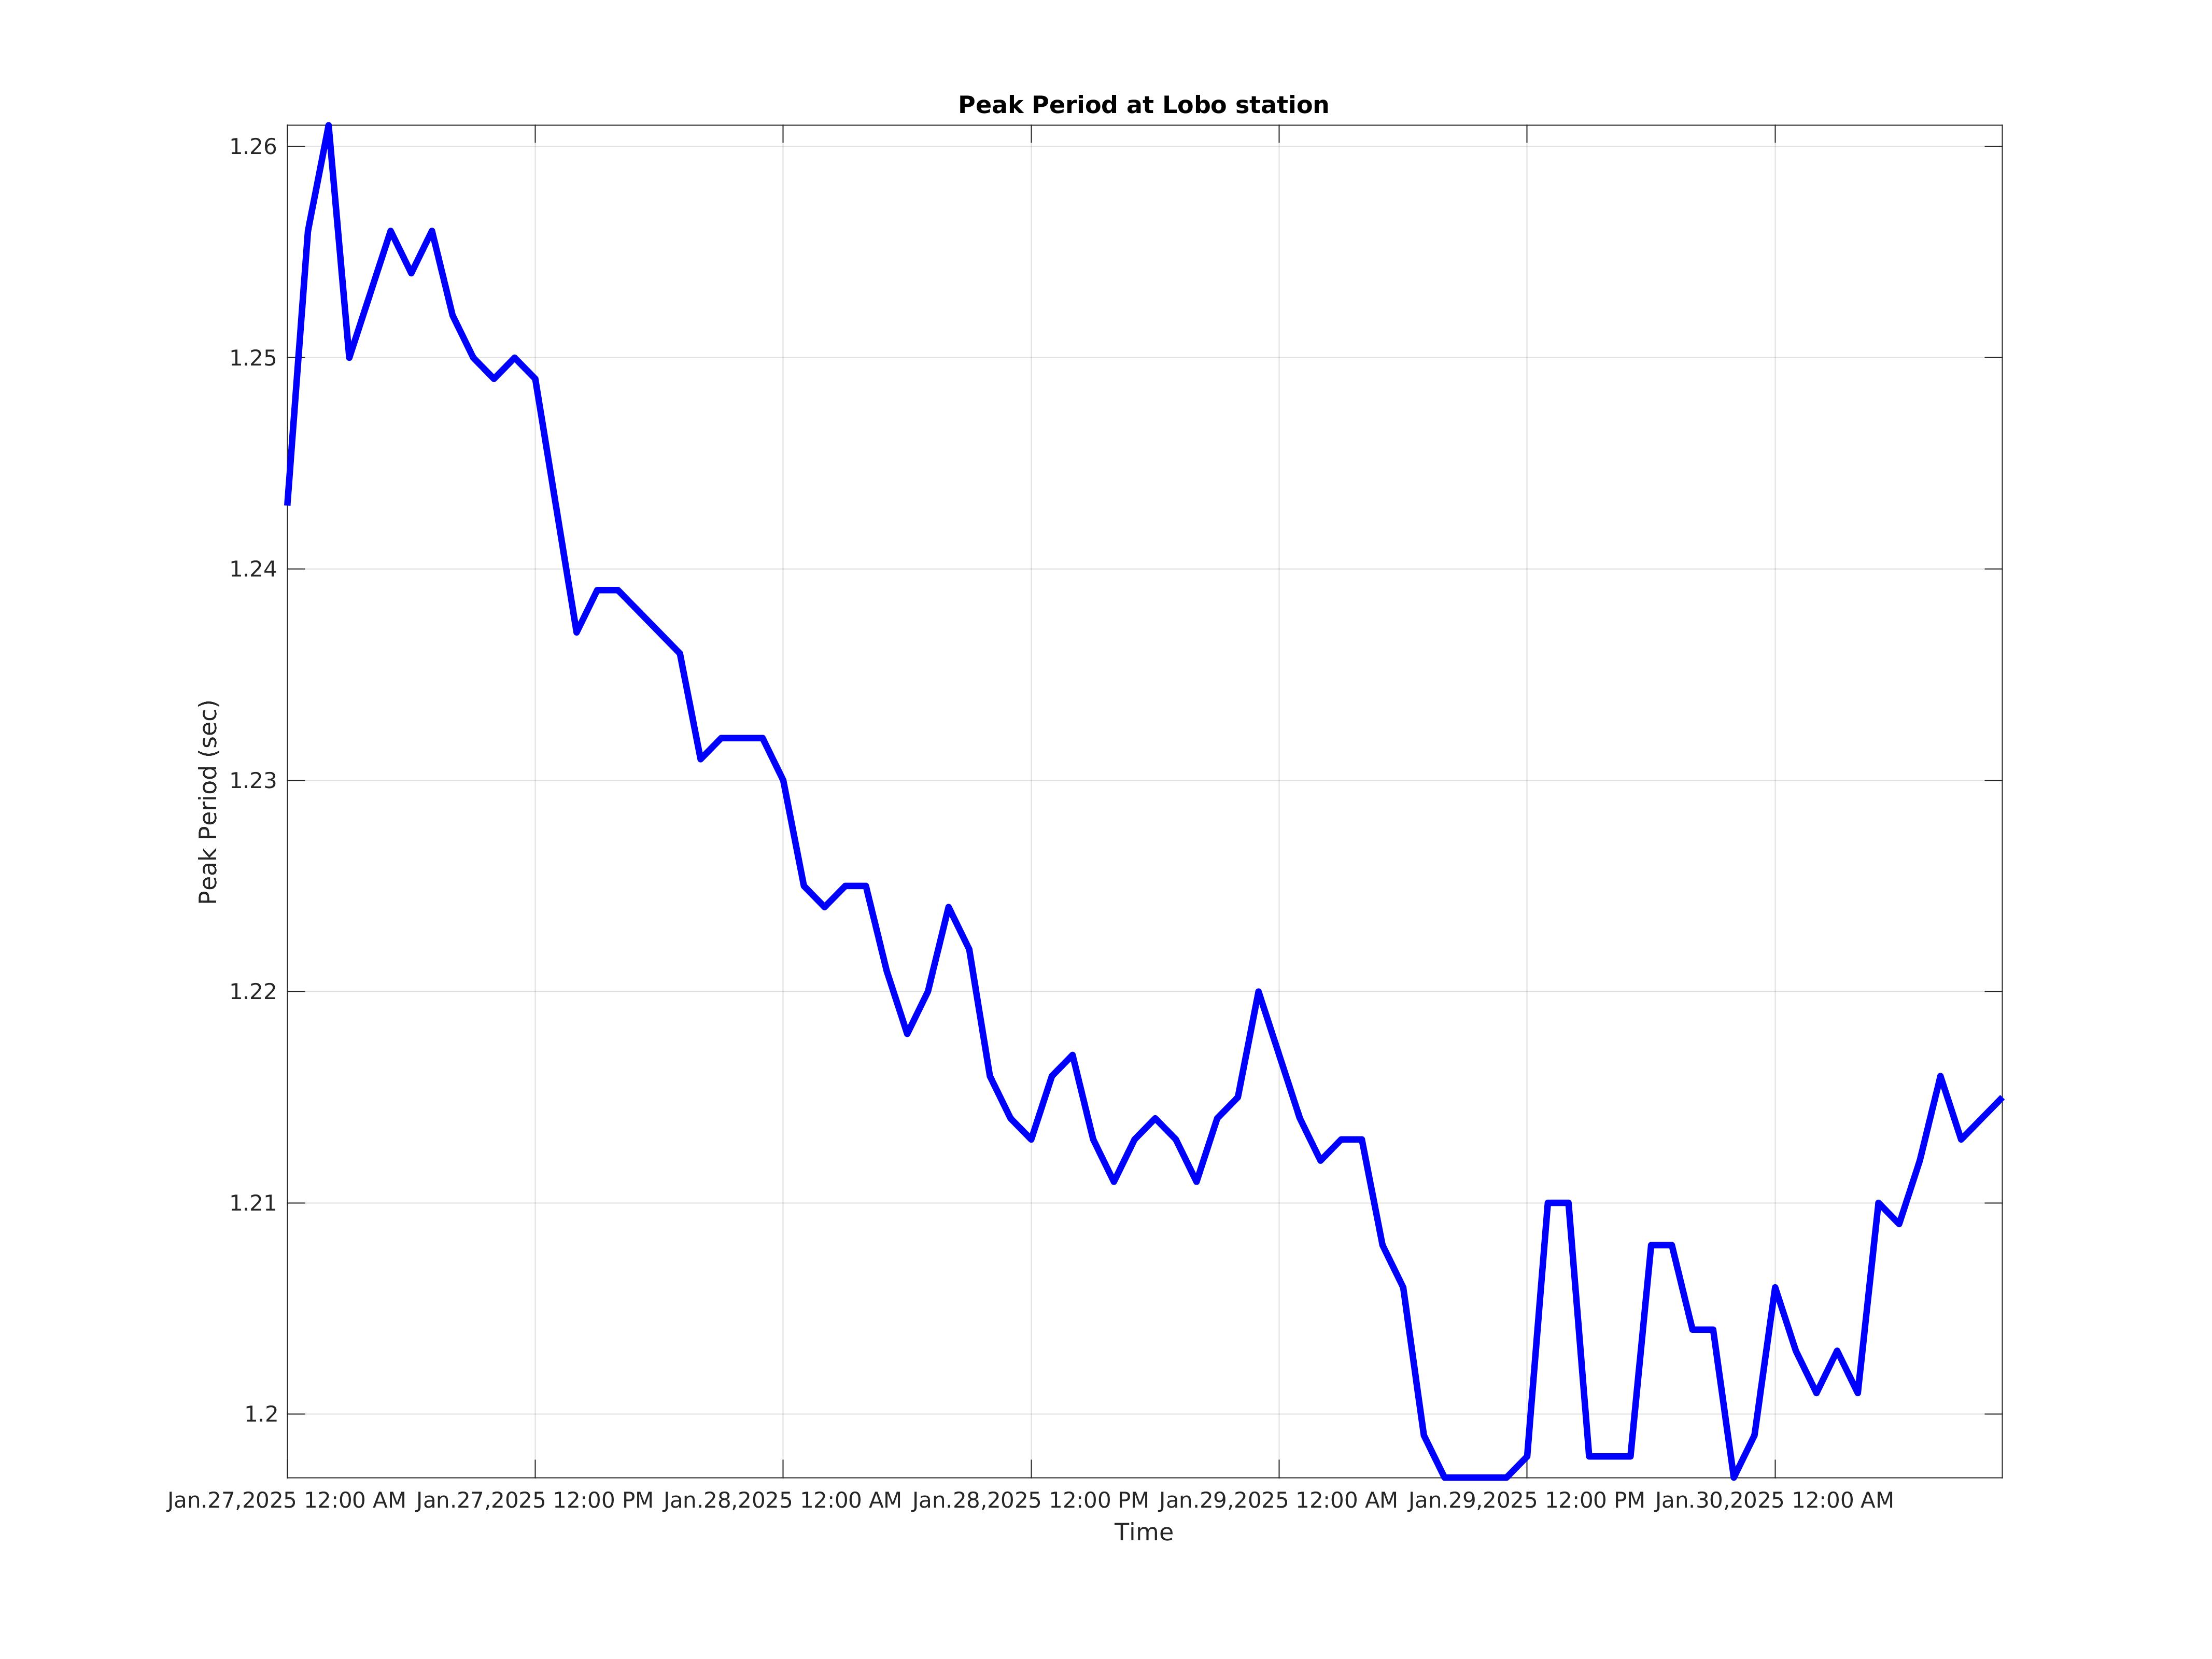 Peak Period at Lobo station
1.26
1.25
1.24
1.23
1.22
1.21
1.2
Peak Period (sec)
Jan.27,2025 12:00 AM Jan.27,2025 12:00 PM Jan.28,2025 12:00 AM Jan.28,2025 12:00 PM Jan.29,2025 12:00 AM Jan.29,2025 12:00 PM Jan.30,2025 12:00 AM
Time